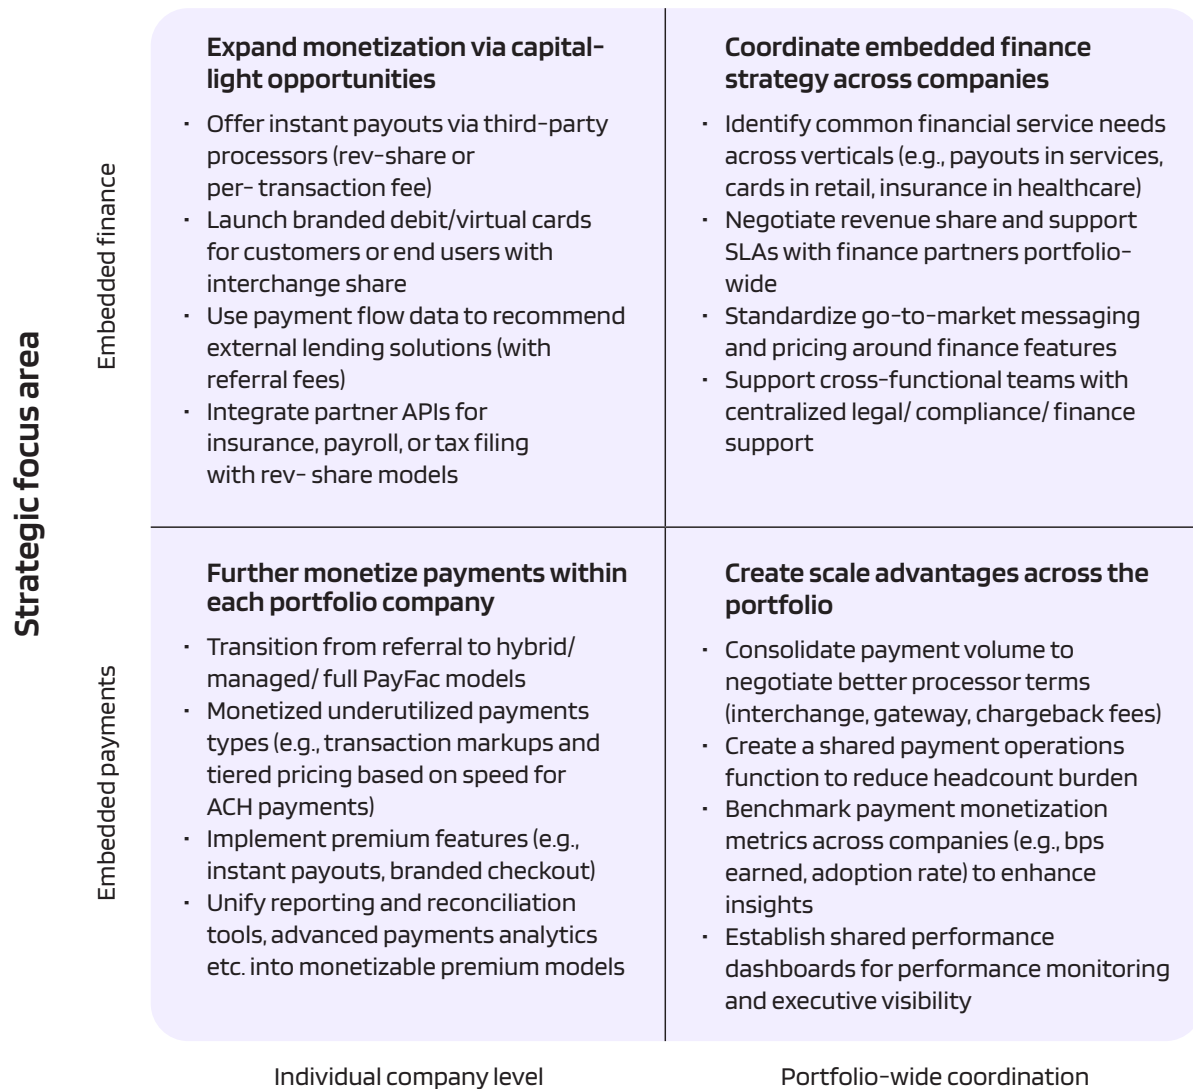 Strategic focus area
Embedded finance
Expand monetization via capital-
light opportunities
· Offer instant payouts via third-party
processors (rev-share or
per- transaction fee)
· Launch branded debit/virtual cards
for customers or end users with
interchange share
· Use payment flow data to recommend
external lending solutions (with
referral fees)
· Integrate partner APIs for
insurance, payroll, or tax filing
with rev- share models
Coordinate embedded finance
strategy across companies
· Identify common financial service needs
across verticals (e.g., payouts in services,
cards in retail, insurance in healthcare)
· Negotiate revenue share and support
SLAs with finance partners portfolio-
wide
· Standardize go-to-market messaging
and pricing around finance features
· Support cross-functional teams with
centralized legal/ compliance/ finance
support
Embedded payments
Further monetize payments within
each portfolio company
· Transition from referral to hybrid/
managed/ full PayFac models
· Monetized underutilized payments
types (e.g., transaction markups and
tiered pricing based on speed for
ACH payments)
· Implement premium features (e.g.,
instant payouts, branded checkout)
· Unify reporting and reconciliation
tools, advanced payments analytics
etc. into monetizable premium models
Create scale advantages across the
portfolio
· Consolidate payment volume to
negotiate better processor terms
(interchange, gateway, chargeback fees)
· Create a shared payment operations
function to reduce headcount burden
· Benchmark payment monetization
metrics across companies (e.g., bps
earned, adoption rate) to enhance
insights
· Establish shared performance
dashboards for performance monitoring
and executive visibility
Individual company level
Portfolio-wide coordination